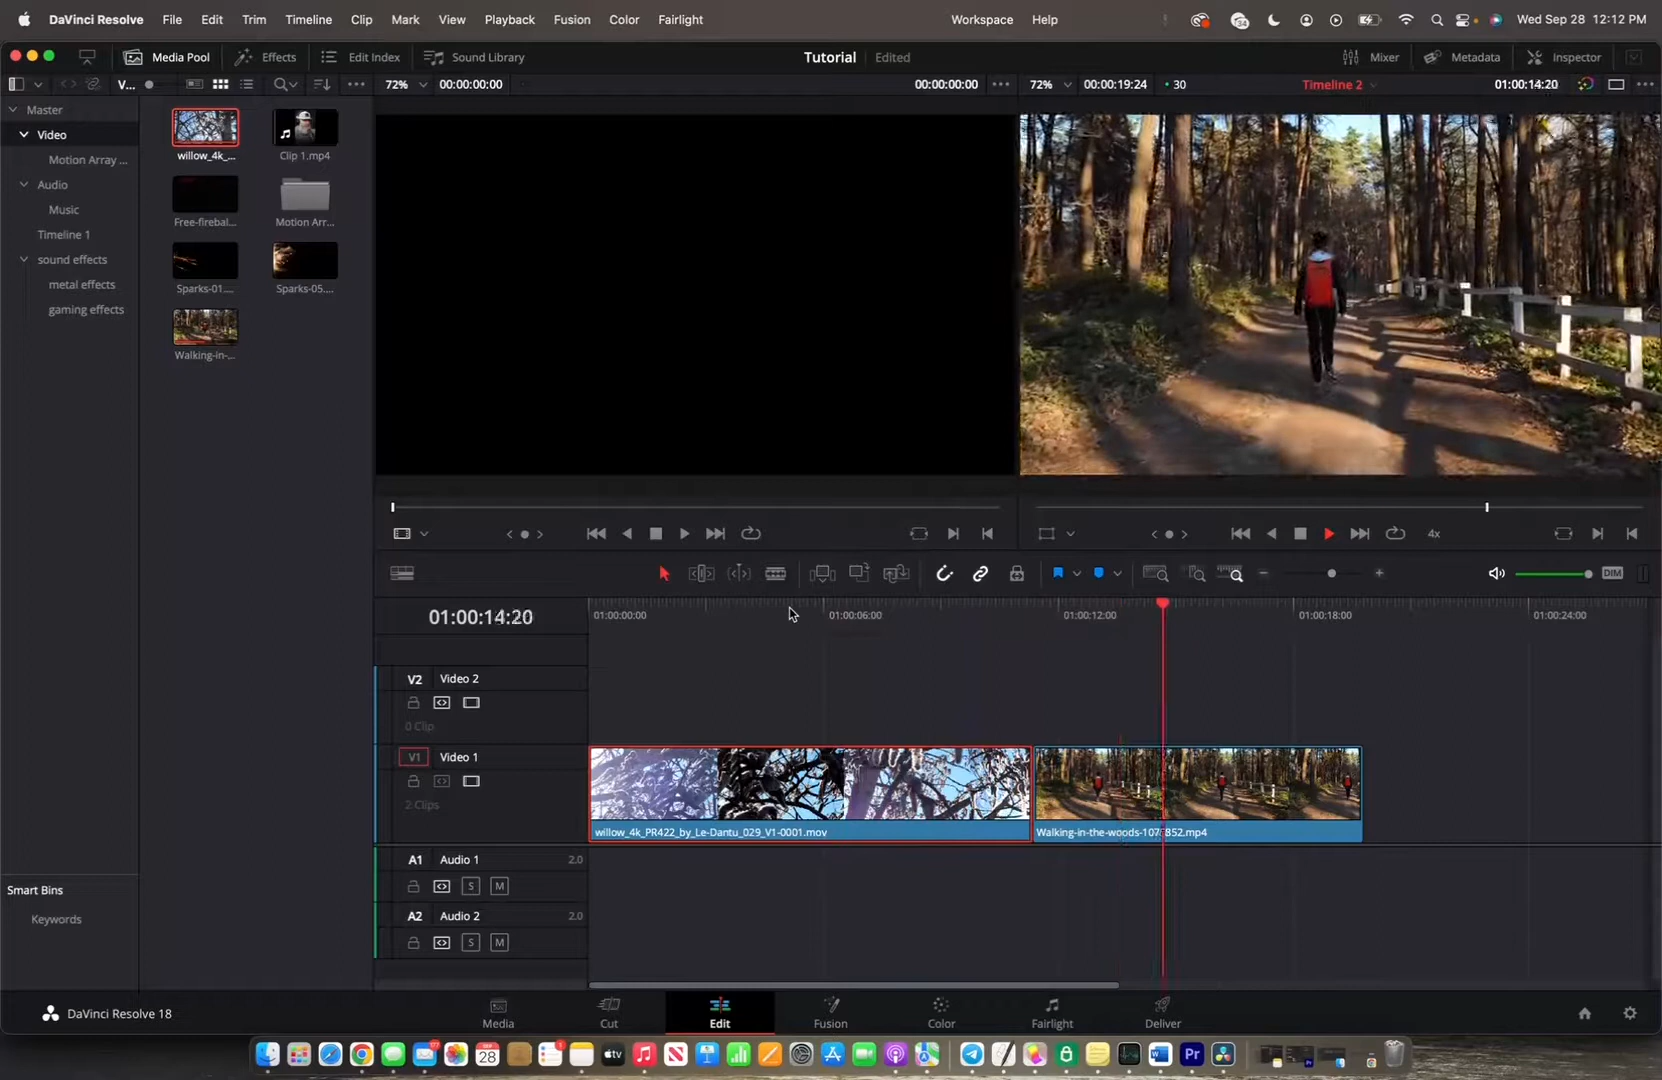 DaVinci Resolve File Edit Trim Timeline Clip Mark View Playback Fusion Color Fairlight Workspace Help Wed Sep 28 12:12 PM
Media Pool Effects Edit Index Sound Library Tutorial Edited Mixer Metadata Inspector
V... 72% 00:00:00:00 00:00:00:00 72% 00:00:19:24 30 Timeline 2 01:00:14:20
Master
Video
Motion Array ...
Audio
Music
Timeline 1
sound effects
metal effects
gaming effects
willow_4k_... Clip 1.mp4
Free-firebal... Motion Arr...
Sparks-01.... Sparks-05....
Walking-in-...
4x
DIM
01:00:14:20
01:00:00:00 01:00:06:00 01:00:12:00 01:00:18:00 01:00:24:00
V2 Video 2
0 Clip
V1 Video 1
2 Clips
willow_4k_PR422_by_Le-Dantu_029_V1-0001.mov
A1 Audio 1 2.0
S M
A2 Audio 2 2.0
S M
Smart Bins
Keywords
DaVinci Resolve 18
Media Cut Edit Fusion Color Fairlight Deliver